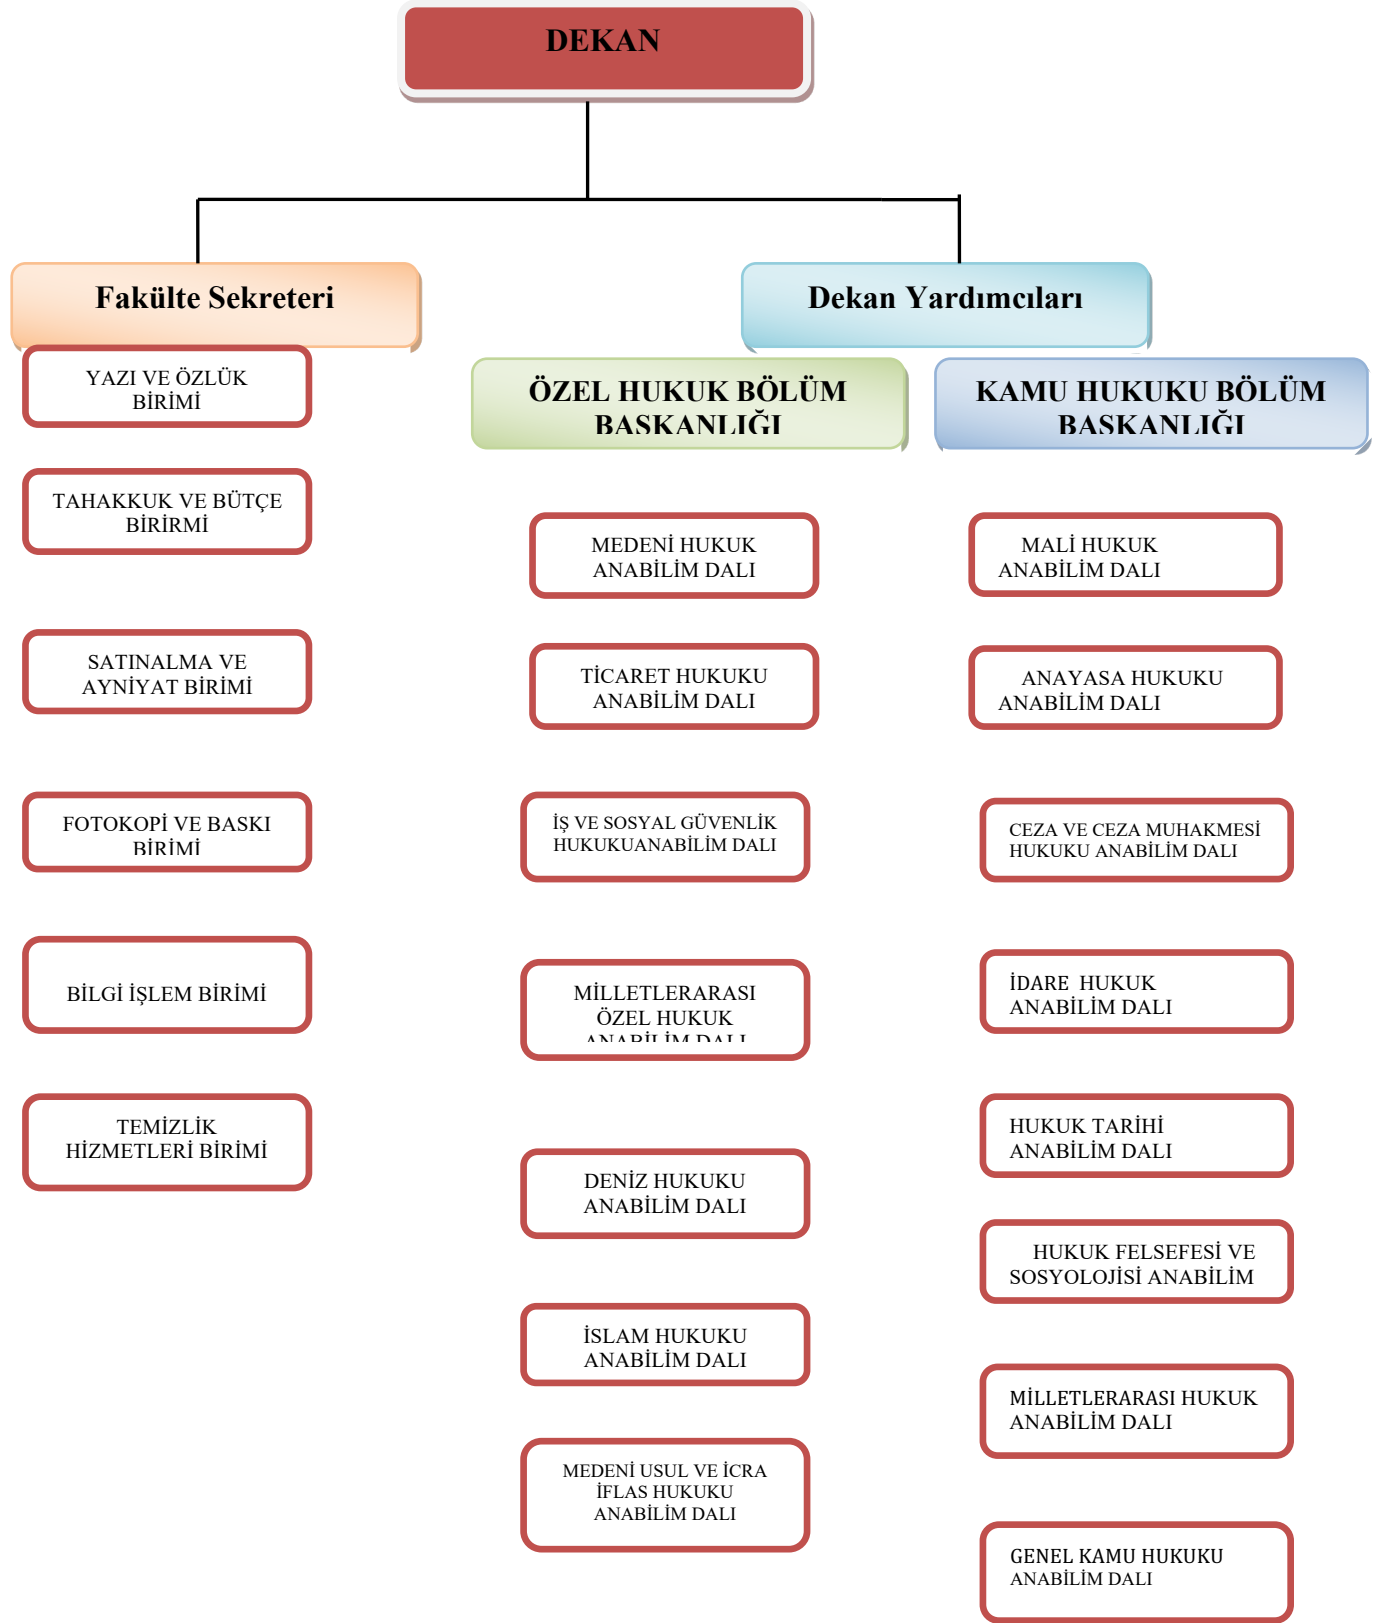 DEKAN
Fakülte Sekreteri
Dekan Yardımcıları
YAZI VE ÖZLÜK
BİRİMİ
TAHAKKUK VE BÜTÇE
BİRİRMİ
SATINALMA VE
AYNİYAT BİRİMİ
FOTOKOPİ VE BASKI
BİRİMİ
BİLGİ İŞLEM BİRİMİ
TEMİZLİK
HİZMETLERİ BİRİMİ
ÖZEL HUKUK BÖLÜM
BAŞKANLIĞI
MEDENİ HUKUK
ANABİLİM DALI
TİCARET HUKUKU
ANABİLİM DALI
İŞ VE SOSYAL GÜVENLİK
HUKUKUANABİLİM DALI
MİLLETLERARASI
ÖZEL HUKUK
ANABİLİM DALI
DENİZ HUKUKU
ANABİLİM DALI
İSLAM HUKUKU
ANABİLİM DALI
MEDENİ USUL VE İCRA
İFLAS HUKUKU
ANABİLİM DALI
KAMU HUKUKU BÖLÜM
BAŞKANLIĞI
MALİ HUKUK
ANABİLİM DALI
ANAYASA HUKUKU
ANABİLİM DALI
CEZA VE CEZA MUHAKMESİ
HUKUKU ANABİLİM DALI
İDARE HUKUK
ANABİLİM DALI
HUKUK TARİHİ
ANABİLİM DALI
HUKUK FELSEFESİ VE
SOSYOLOJİSİ ANABİLİM
MİLLETLERARASI HUKUK
ANABİLİM DALI
GENEL KAMU HUKUKU
ANABİLİM DALI